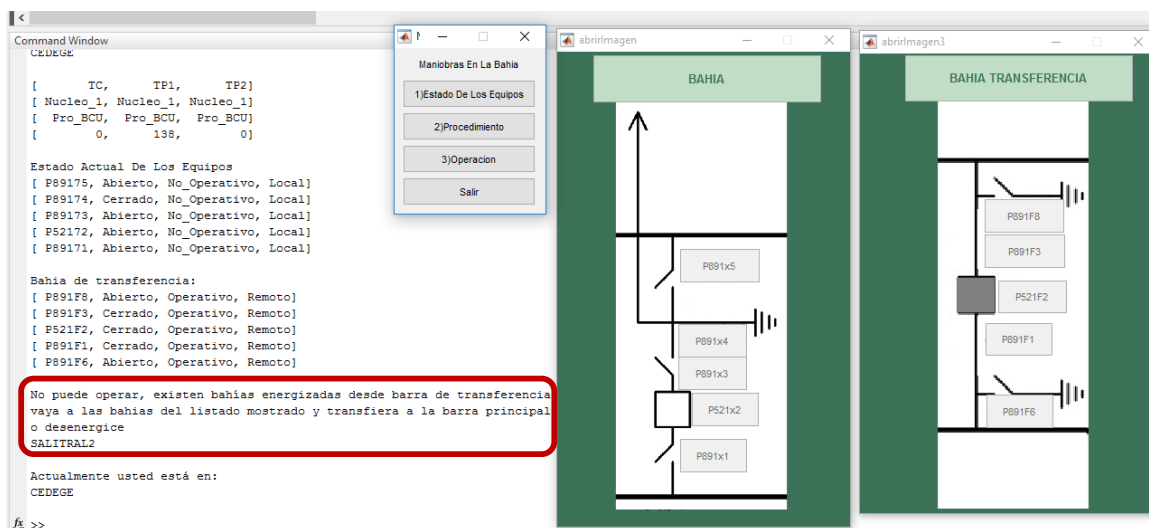 Command Window
CEDEGE
[ TC, TP1, TP2]
[ Nucleo_1, Nucleo_1, Nucleo_1]
[ Pro_BCU, Pro_BCU, Pro_BCU]
[ 0, 138, 0]
Estado Actual De Los Equipos
[ P89175, Abierto, No_Operativo, Local]
[ P89174, Cerrado, No_Operativo, Local]
[ P89173, Abierto, No_Operativo, Local]
[ P52172, Abierto, No_Operativo, Local]
[ P89171, Abierto, No_Operativo, Local]
Bahia de transferencia:
[ P891F8, Abierto, Operativo, Remoto]
[ P891F3, Cerrado, Operativo, Remoto]
[ P521F2, Cerrado, Operativo, Remoto]
[ P891F1, Cerrado, Operativo, Remoto]
[ P891F6, Abierto, Operativo, Remoto]
No puede operar, existen bahías energizadas desde barra de transferencia
vaya a las bahias del listado mostrado y transfiera a la barra principal
o desenergice
SALITRAL2
Actualmente usted está en:
CEDEGE
fx >>
Maniobras En La Bahia
1)Estado De Los Equipos
2)Procedimiento
3)Operacion
Salir
abrirImagen
BAHIA
P891x5
P891x4
P891x3
P521x2
P891x1
abrirImagen3
BAHIA TRANSFERENCIA
P891F8
P891F3
P521F2
P891F1
P891F6